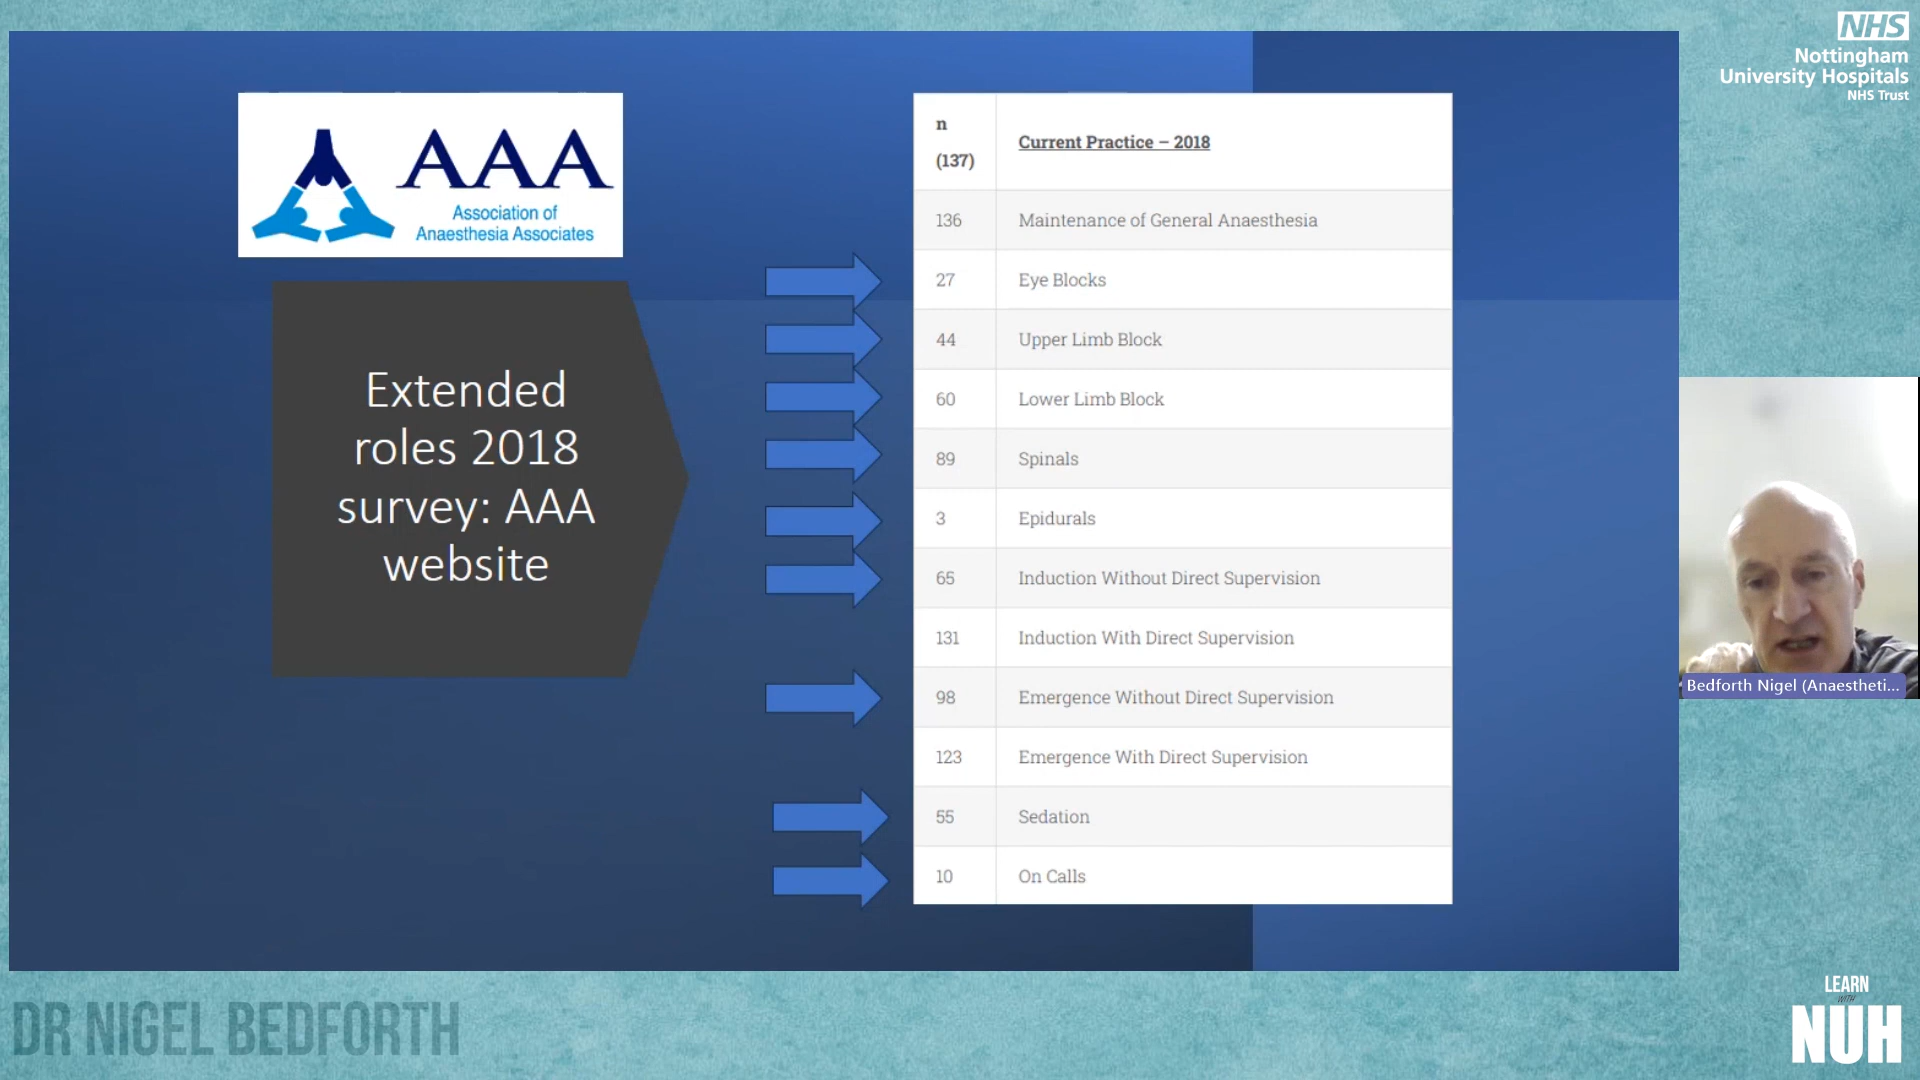 NHS
Nottingham
University Hospitals
NHS Trust
AAA
Association of
Anaesthesia Associates
Extended
roles 2018
survey: AAA
website
n
(137)
Current Practice – 2018
136 Maintenance of General Anaesthesia
27 Eye Blocks
44 Upper Limb Block
60 Lower Limb Block
89 Spinals
3 Epidurals
65 Induction Without Direct Supervision
131 Induction With Direct Supervision
98 Emergence Without Direct Supervision
123 Emergence With Direct Supervision
55 Sedation
10 On Calls
Bedforth Nigel (Anaestheti...
DR NIGEL BEDFORTH
LEARN
WITH
NUH